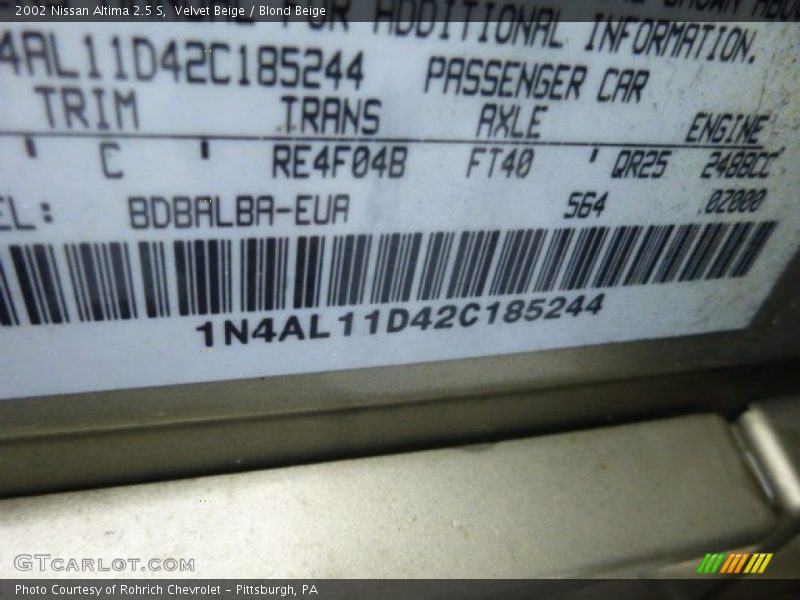 2002 Nissan Altima 2.5 S, Velvet Beige / Blond Beige
FOR ADDITIONAL INFORMATION.
4AL11D42C185244 PASSENGER CAR
TRIM TRANS AXLE ENGINE
C RE4F04B FT40 QR25 2488CC
EL: BDBALBA-EUA 564 .02000
1N4AL11D42C185244
GTCARLOT.COM
Photo Courtesy of Rohrich Chevrolet - Pittsburgh, PA